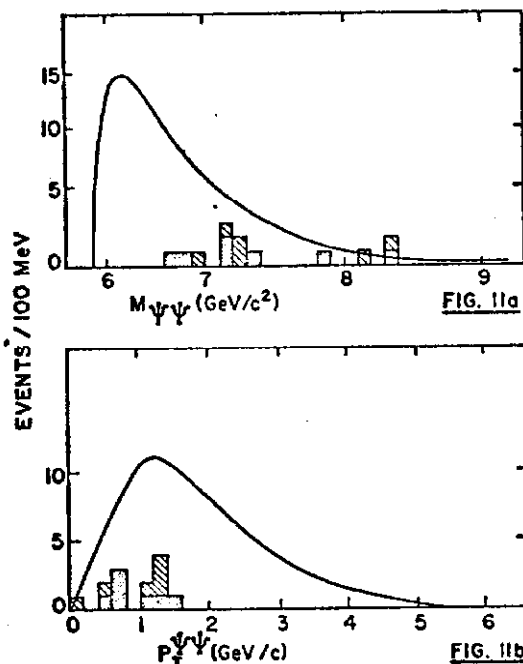 15
10
5
0
6 7 8 9
M ψψ (GeV/c²)
FIG. 11a
EVENTS / 100 MeV
10
5
0
0 1 2 3 4 5 6
P_T^ψψ (GeV/c)
FIG. 11b